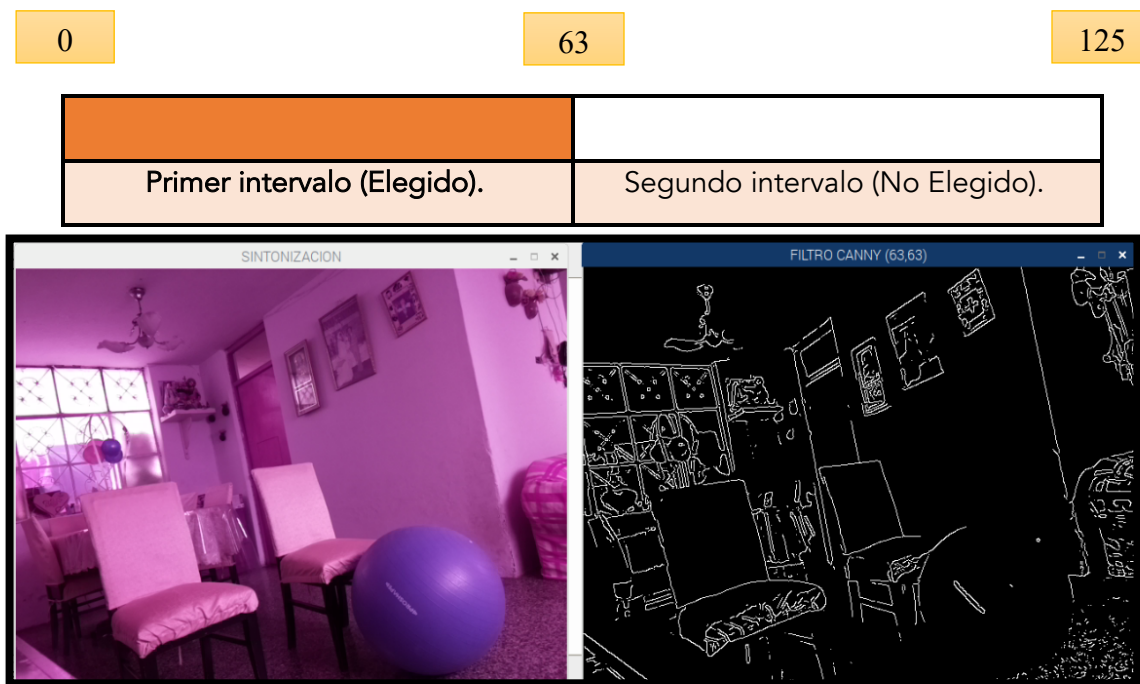 0 63 125
Primer intervalo (Elegido). Segundo intervalo (No Elegido).
SINTONIZACION FILTRO CANNY (63,63)